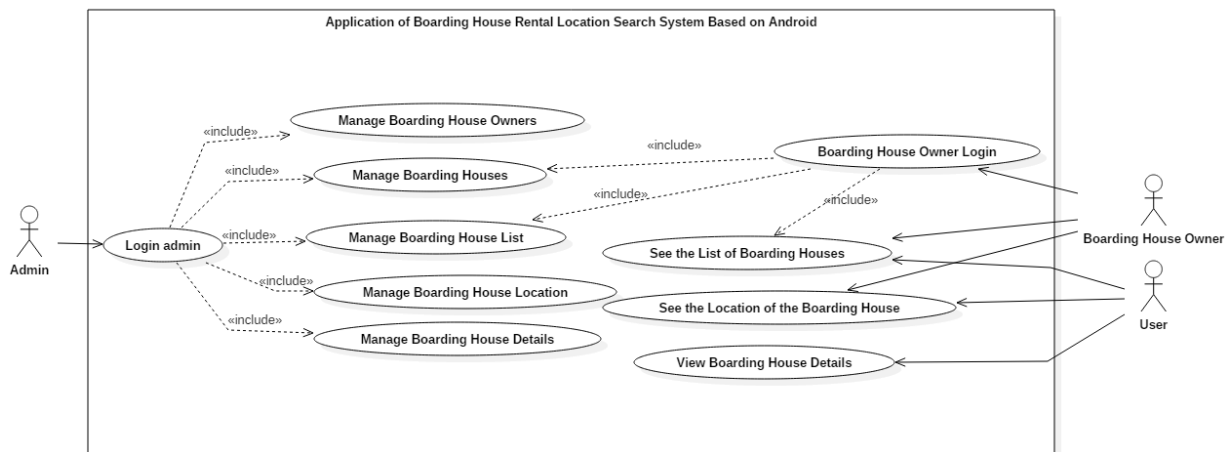 Application of Boarding House Rental Location Search System Based on Android
Manage Boarding House Owners
«include»
«include»
Boarding House Owner Login
Manage Boarding Houses
«include»
«include»
«include»
Login admin
«include»
Manage Boarding House List
Admin
See the List of Boarding Houses
Boarding House Owner
«include»
Manage Boarding House Location
See the Location of the Boarding House
«include»
User
Manage Boarding House Details
View Boarding House Details